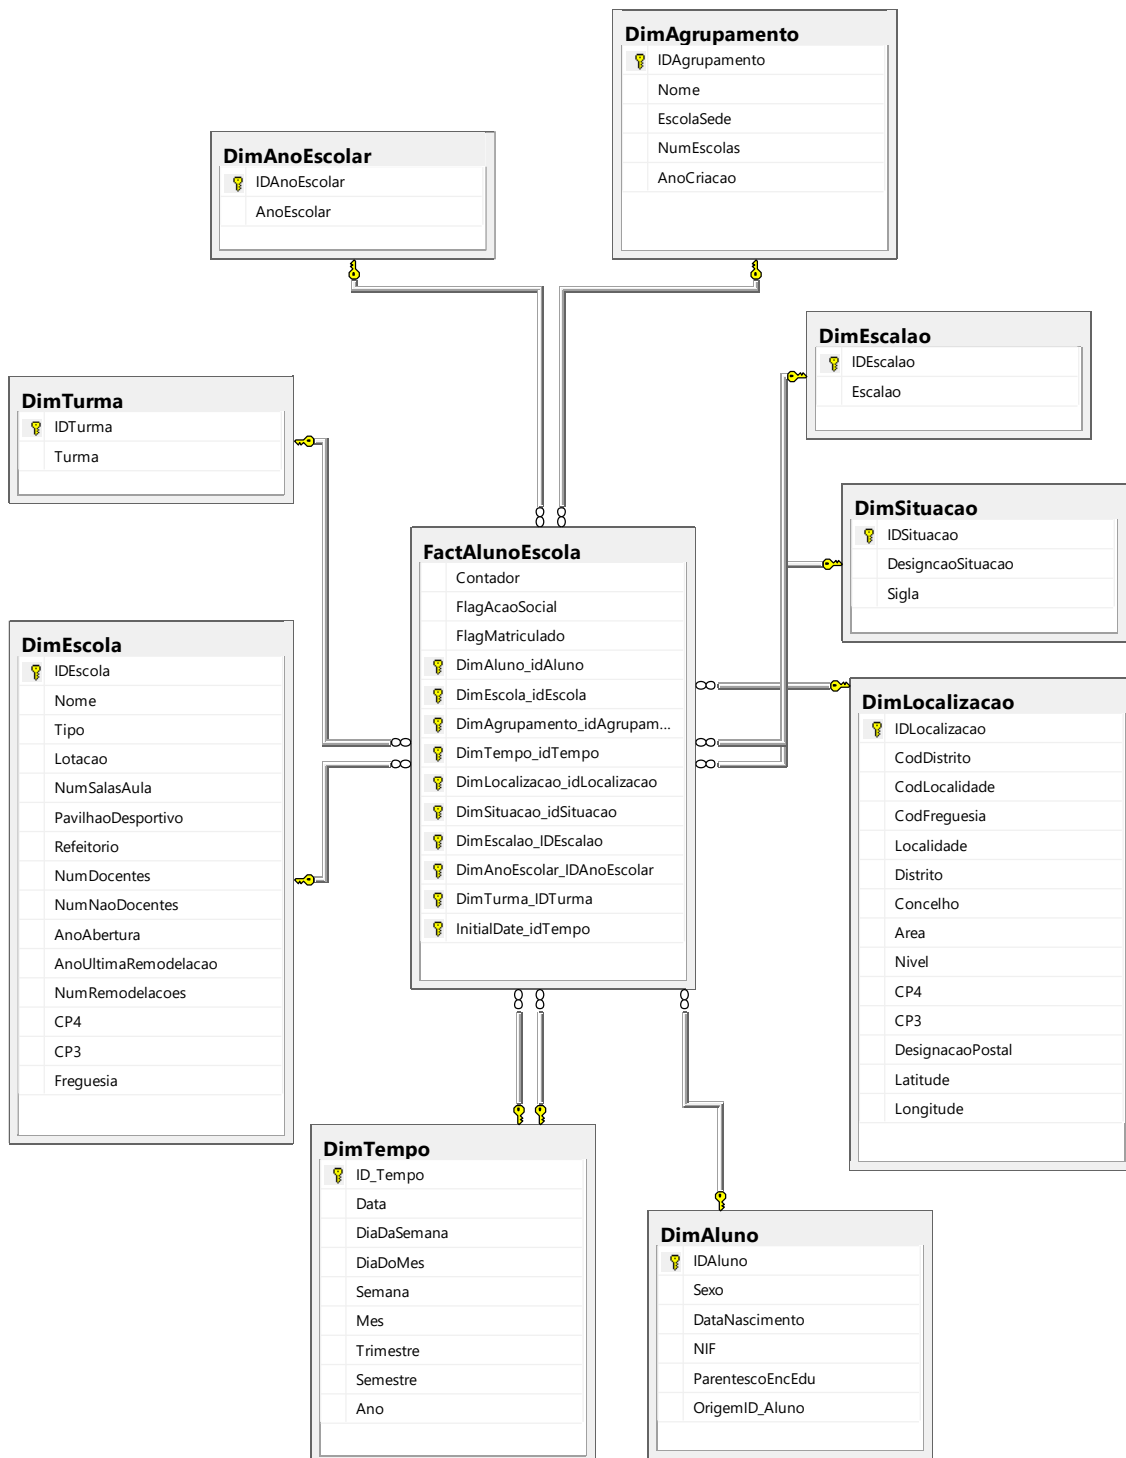 DimAgrupamento
IDAgrupamento
Nome
EscolaSede
NumEscolas
AnoCriacao
DimAnoEscolar
IDAnoEscolar
AnoEscolar
DimEscalao
IDEscalao
Escalao
DimTurma
IDTurma
Turma
DimSituacao
IDSituacao
DesigncaoSituacao
Sigla
FactAlunoEscola
Contador
FlagAcaoSocial
FlagMatriculado
DimAluno_idAluno
DimEscola_idEscola
DimAgrupamento_idAgrupam...
DimTempo_idTempo
DimLocalizacao_idLocalizacao
DimSituacao_idSituacao
DimEscalao_IDEscalao
DimAnoEscolar_IDAnoEscolar
DimTurma_IDTurma
InitialDate_idTempo
DimEscola
IDEscola
Nome
Tipo
Lotacao
NumSalasAula
PavilhaoDesportivo
Refeitorio
NumDocentes
NumNaoDocentes
AnoAbertura
AnoUltimaRemodelacao
NumRemodelacoes
CP4
CP3
Freguesia
DimLocalizacao
IDLocalizacao
CodDistrito
CodLocalidade
CodFreguesia
Localidade
Distrito
Concelho
Area
Nivel
CP4
CP3
DesignacaoPostal
Latitude
Longitude
DimTempo
ID_Tempo
Data
DiaDaSemana
DiaDoMes
Semana
Mes
Trimestre
Semestre
Ano
DimAluno
IDAluno
Sexo
DataNascimento
NIF
ParentescoEncEdu
OrigemID_Aluno